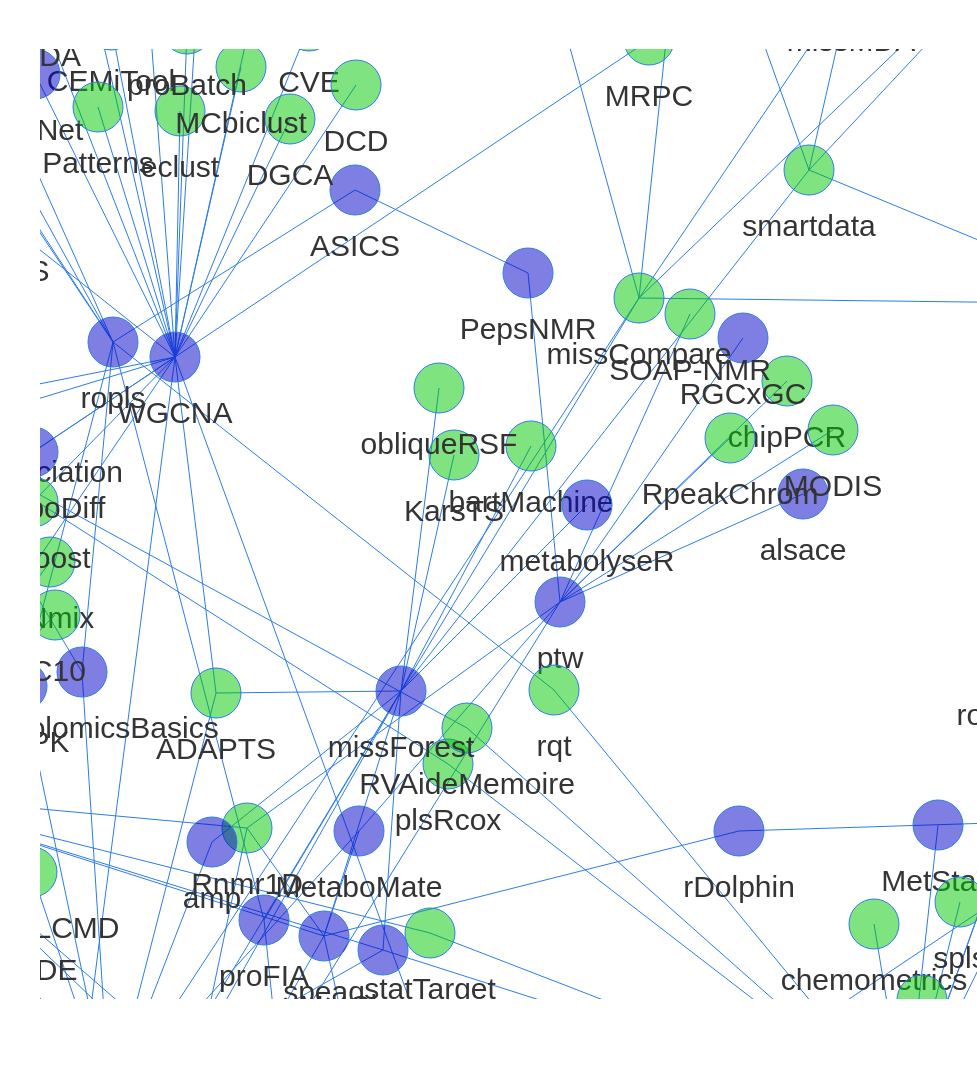 DA
CEMiTool
proBatch
CVE
MRPC
MCbiclust
Net
DCD
Patterns
eclust
DGCA
smartdata
ASICS
S
PepsNMR
missCompare
SOAP-NMR
RGCxGC
ropls
WGCNA
chipPCR
obliqueRSF
ciation
MODIS
RpeakChrom
bartMachine
KarsTS
oDiff
alsace
oost
metabolyseR
Nmix
ptw
C10
ro
lomicsBasics
PK
ADAPTS
missForest
rqt
RVAideMemoire
plsRcox
MetSta
Rnmr1D
MetaboMate
rDolphin
amp
LCMD
spls
DE
proFIA
chemometrics
speaq
statTarget